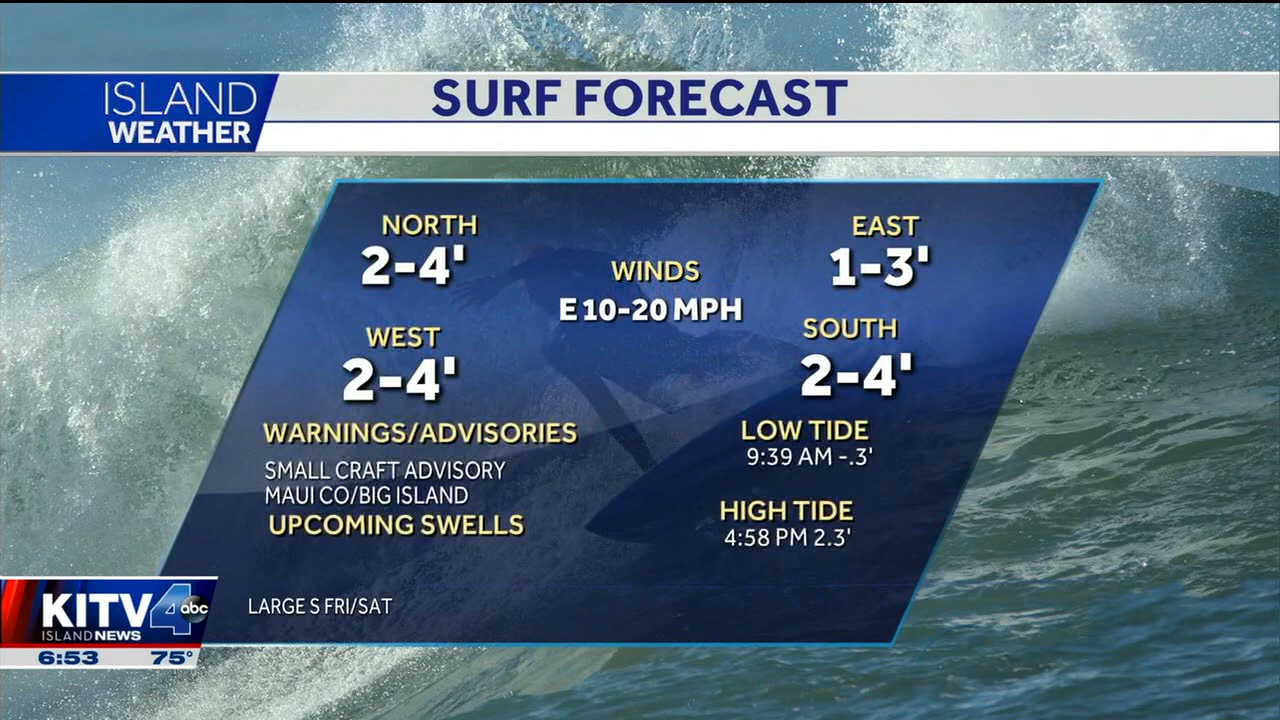 ISLAND
WEATHER
SURF FORECAST
NORTH
2-4'
WINDS
E 10-20 MPH
EAST
1-3'
WEST
2-4'
SOUTH
2-4'
WARNINGS/ADVISORIES
SMALL CRAFT ADVISORY
MAUI CO/BIG ISLAND
UPCOMING SWELLS
LARGE S FRI/SAT
LOW TIDE
9:39 AM -.3'
HIGH TIDE
4:58 PM 2.3'
KITV 4 abc
ISLAND NEWS
6:53 75°